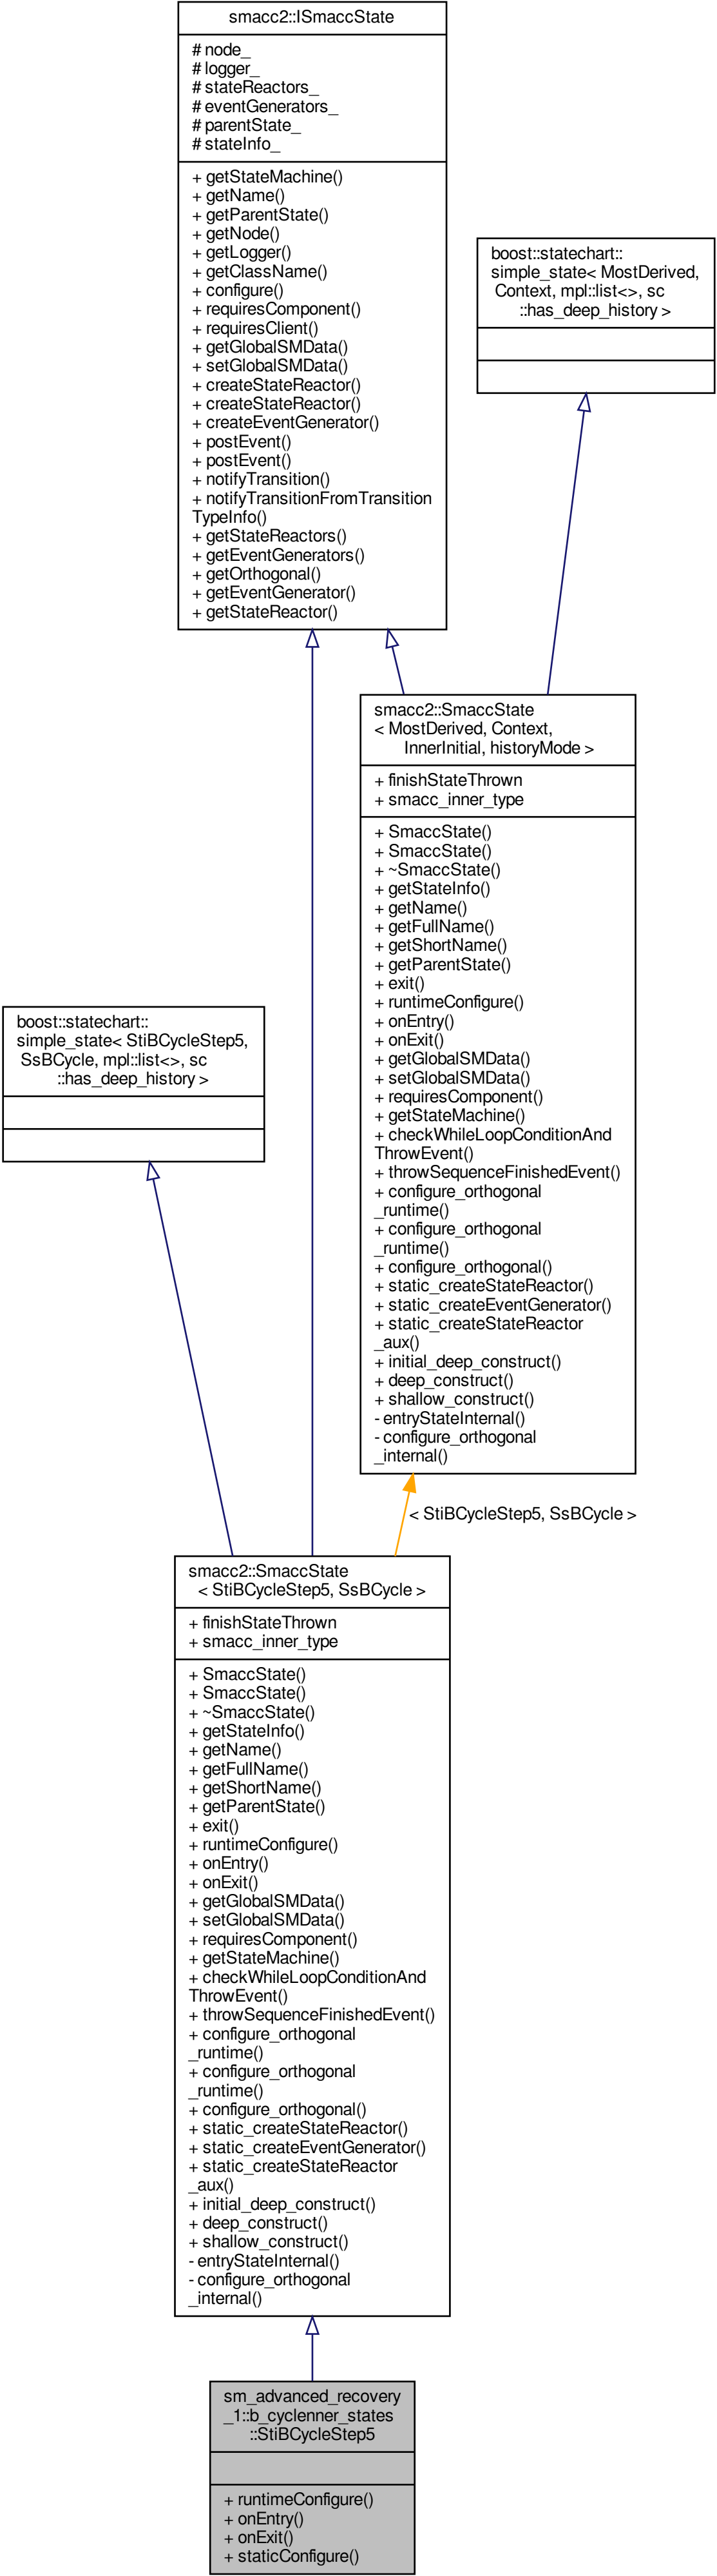 smacc2::ISmaccState
# node_
# logger_
# stateReactors_
# eventGenerators_
# parentState_
# stateInfo_
+ getStateMachine()
+ getName()
+ getParentState()
+ getNode()
+ getLogger()
+ getClassName()
+ configure()
+ requiresComponent()
+ requiresClient()
+ getGlobalSMData()
+ setGlobalSMData()
+ createStateReactor()
+ createStateReactor()
+ createEventGenerator()
+ postEvent()
+ postEvent()
+ notifyTransition()
+ notifyTransitionFromTransition
TypeInfo()
+ getStateReactors()
+ getEventGenerators()
+ getOrthogonal()
+ getEventGenerator()
+ getStateReactor()
boost::statechart::
simple_state< MostDerived,
Context, mpl::list<>, sc
::has_deep_history >
smacc2::SmaccState
< MostDerived, Context,
InnerInitial, historyMode >
+ finishStateThrown
+ smacc_inner_type
+ SmaccState()
+ SmaccState()
+ ~SmaccState()
+ getStateInfo()
+ getName()
+ getFullName()
+ getShortName()
+ getParentState()
+ exit()
+ runtimeConfigure()
+ onEntry()
+ onExit()
+ getGlobalSMData()
+ setGlobalSMData()
+ requiresComponent()
+ getStateMachine()
+ checkWhileLoopConditionAnd
ThrowEvent()
+ throwSequenceFinishedEvent()
+ configure_orthogonal
_runtime()
+ configure_orthogonal
_runtime()
+ configure_orthogonal()
+ static_createStateReactor()
+ static_createEventGenerator()
+ static_createStateReactor
_aux()
+ initial_deep_construct()
+ deep_construct()
+ shallow_construct()
- entryStateInternal()
- configure_orthogonal
_internal()
boost::statechart::
simple_state< StiBCycleStep5,
SsBCycle, mpl::list<>, sc
::has_deep_history >
< StiBCycleStep5, SsBCycle >
smacc2::SmaccState
< StiBCycleStep5, SsBCycle >
+ finishStateThrown
+ smacc_inner_type
+ SmaccState()
+ SmaccState()
+ ~SmaccState()
+ getStateInfo()
+ getName()
+ getFullName()
+ getShortName()
+ getParentState()
+ exit()
+ runtimeConfigure()
+ onEntry()
+ onExit()
+ getGlobalSMData()
+ setGlobalSMData()
+ requiresComponent()
+ getStateMachine()
+ checkWhileLoopConditionAnd
ThrowEvent()
+ throwSequenceFinishedEvent()
+ configure_orthogonal
_runtime()
+ configure_orthogonal
_runtime()
+ configure_orthogonal()
+ static_createStateReactor()
+ static_createEventGenerator()
+ static_createStateReactor
_aux()
+ initial_deep_construct()
+ deep_construct()
+ shallow_construct()
- entryStateInternal()
- configure_orthogonal
_internal()
sm_advanced_recovery
_1::b_cyclenner_states
::StiBCycleStep5
+ runtimeConfigure()
+ onEntry()
+ onExit()
+ staticConfigure()